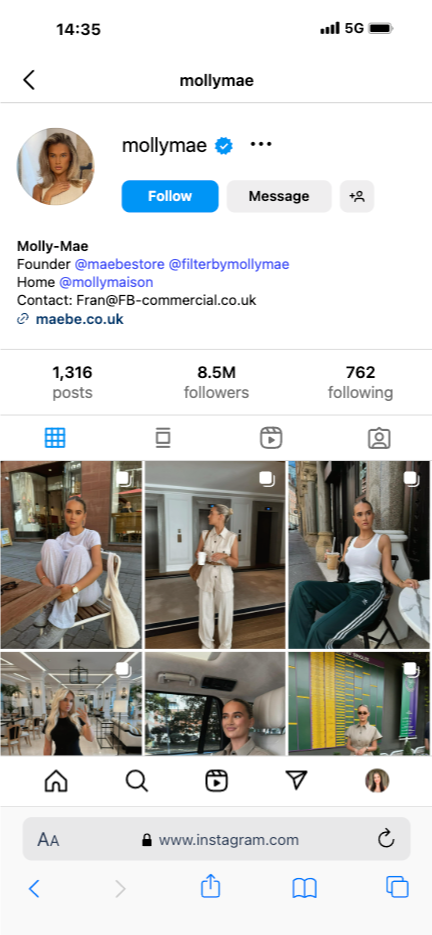 14:35
5G
mollymae
mollymae
Follow
Message
Molly-Mae
Founder @maebestore @filterbymollymae
Home @mollymaison
Contact: Fran@FB-commercial.co.uk
maebe.co.uk
1,316
8.5M
762
posts
followers
following
AA
www.instagram.com